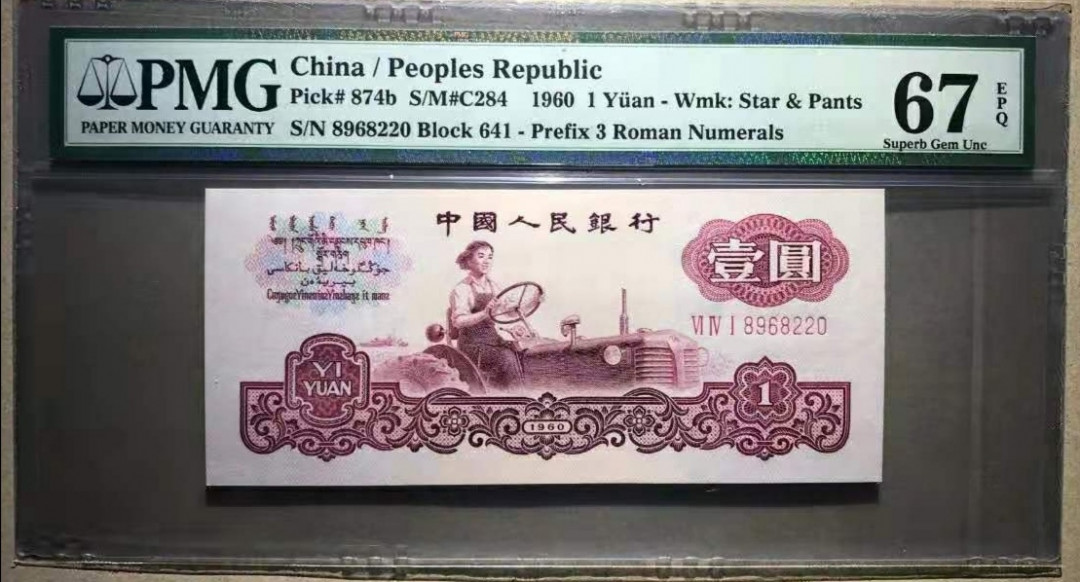 PMG
PAPER MONEY GUARANTY
China / Peoples Republic
Pick# 874b S/M#C284 1960 1 Yüan - Wmk: Star & Pants
S/N 8968220 Block 641 - Prefix 3 Roman Numerals
67
EPQ
Superb Gem Unc
中國人民銀行
壹圓
VI IV I 8968220
YI
YUAN
1960
1